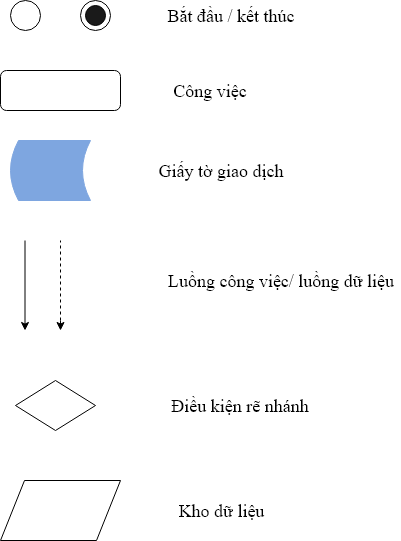 Bắt đầu / kết thúc
Công việc
Giấy tờ giao dịch
Luồng công việc/ luồng dữ liệu
Điều kiện rẽ nhánh
Kho dữ liệu